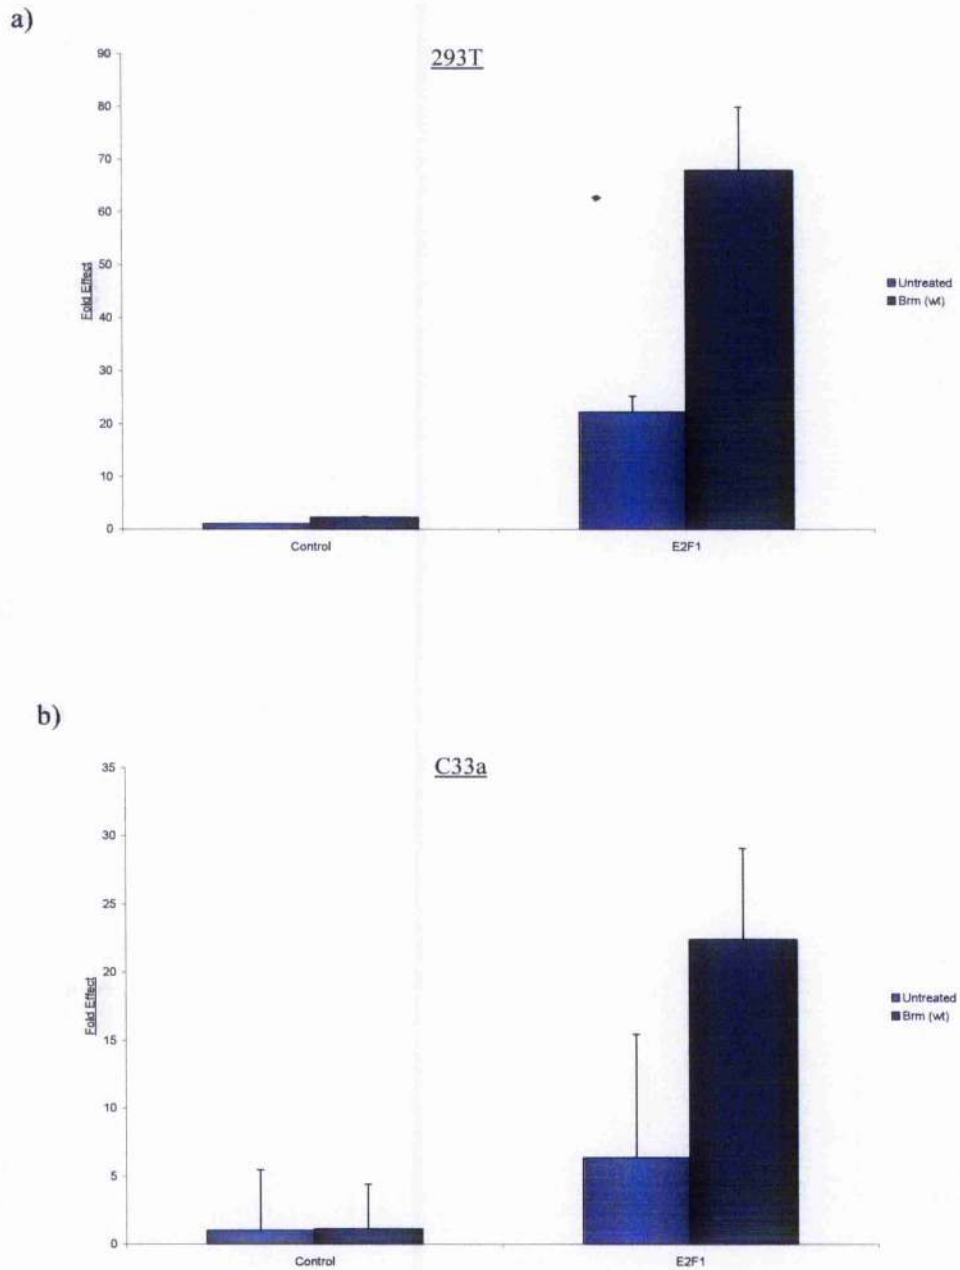 a)
293T
90
80
70
60
50
40
30
20
10
0
Fold Effect
Control
E2F1
Untreated
Brm (wt)
b)
C33a
35
30
25
20
15
10
5
0
Fold Effect
Control
E2F1
Untreated
Brm (wt)